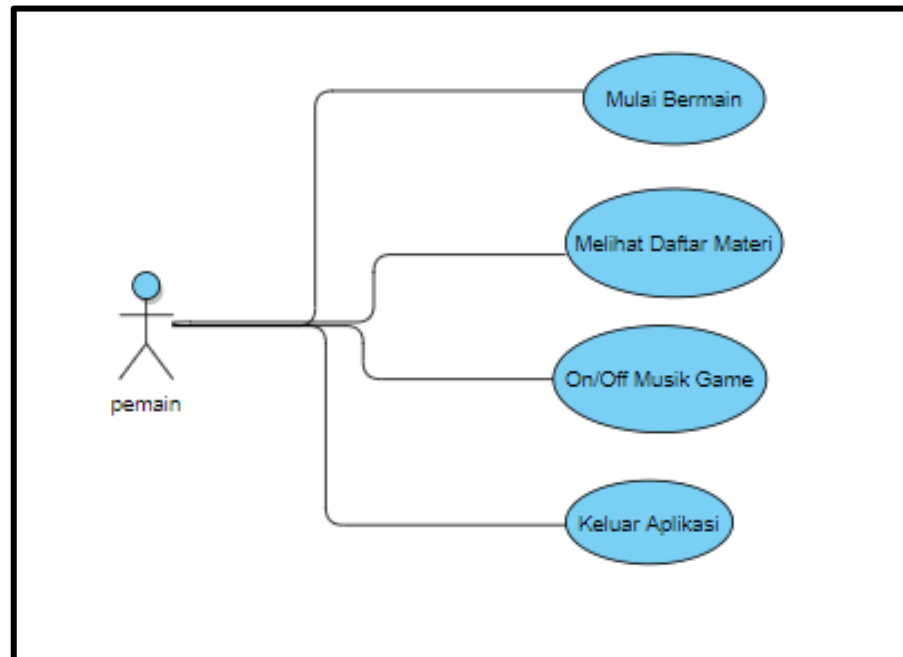 Mulai Bermain
Melihat Daftar Materi
pemain
On/Off Musik Game
Keluar Aplikasi